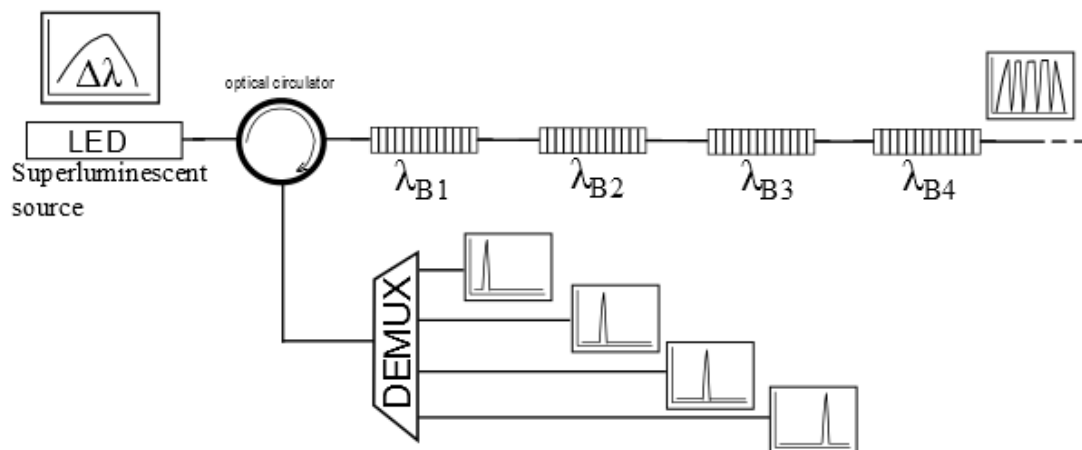 Δλ
optical circulator
LED
Superluminescent
source
λB1
λB2
λB3
λB4
DEMUX